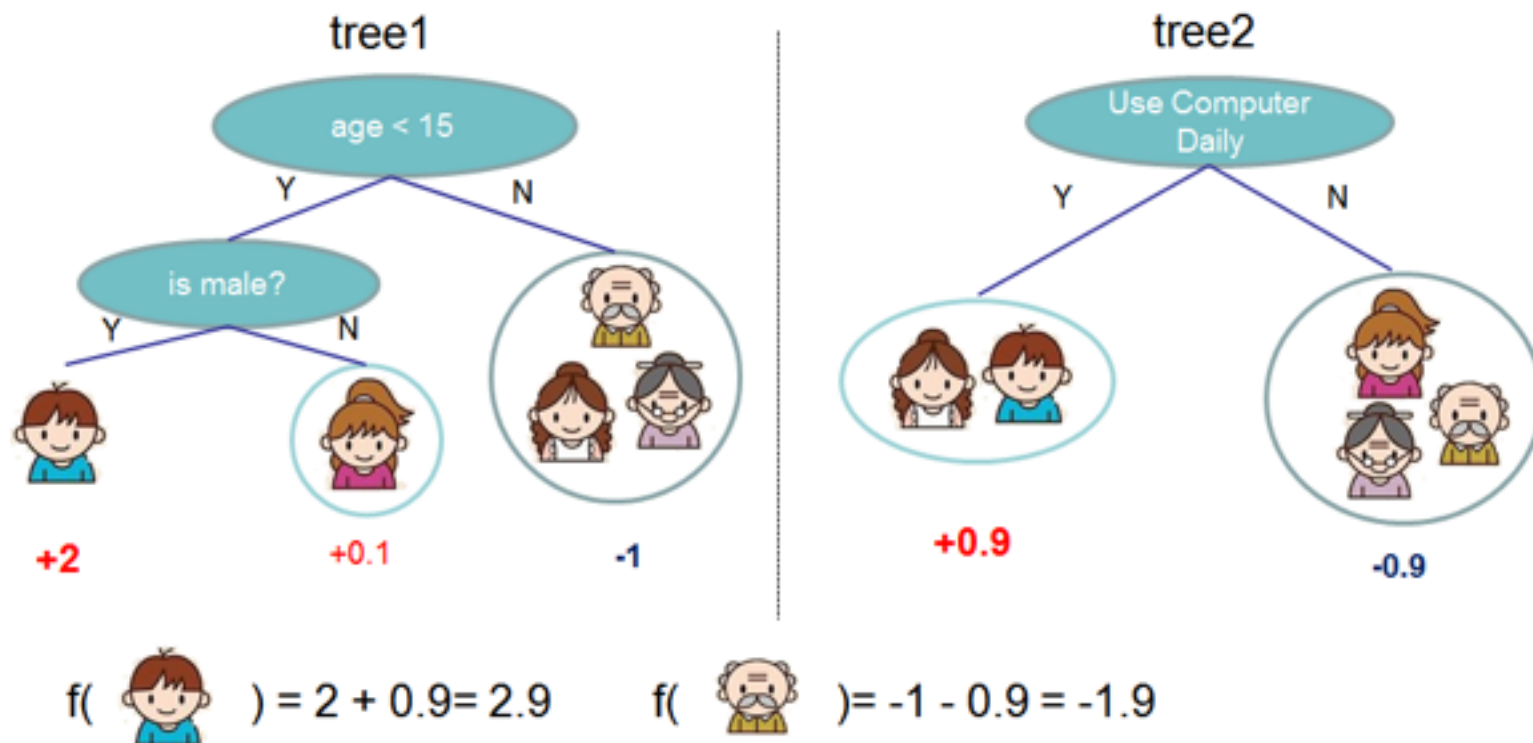 tree1
tree2
age < 15
Use Computer
Daily
Y
N
Y
N
is male?
Y
N
+2
+0.1
-1
+0.9
-0.9
f( ) = 2 + 0.9= 2.9
f( )= -1 - 0.9 = -1.9